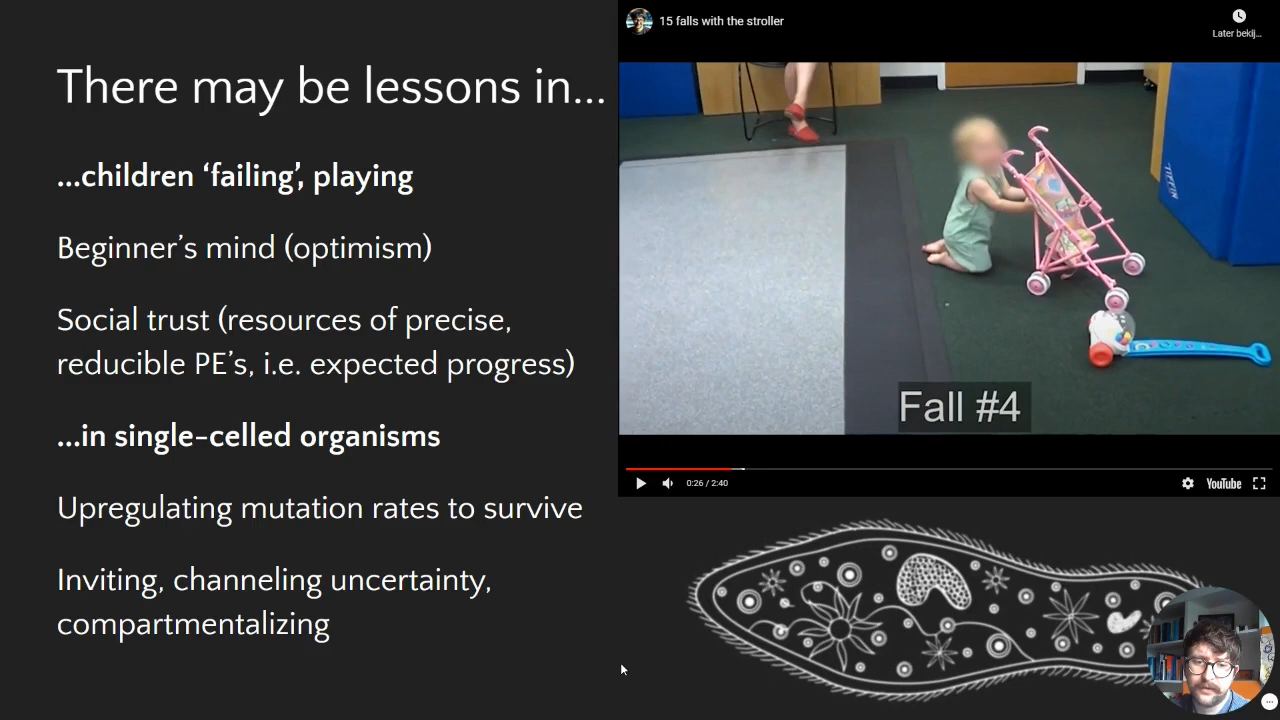 There may be lessons in...
...children ‘failing’, playing
Beginner’s mind (optimism)
Social trust (resources of precise,
reducible PE’s, i.e. expected progress)
...in single-celled organisms
Upregulating mutation rates to survive
Inviting, channeling uncertainty,
compartmentalizing
15 falls with the stroller
Later bekij...
TIFFIN
Fall #4
0:26 / 2:40
YouTube